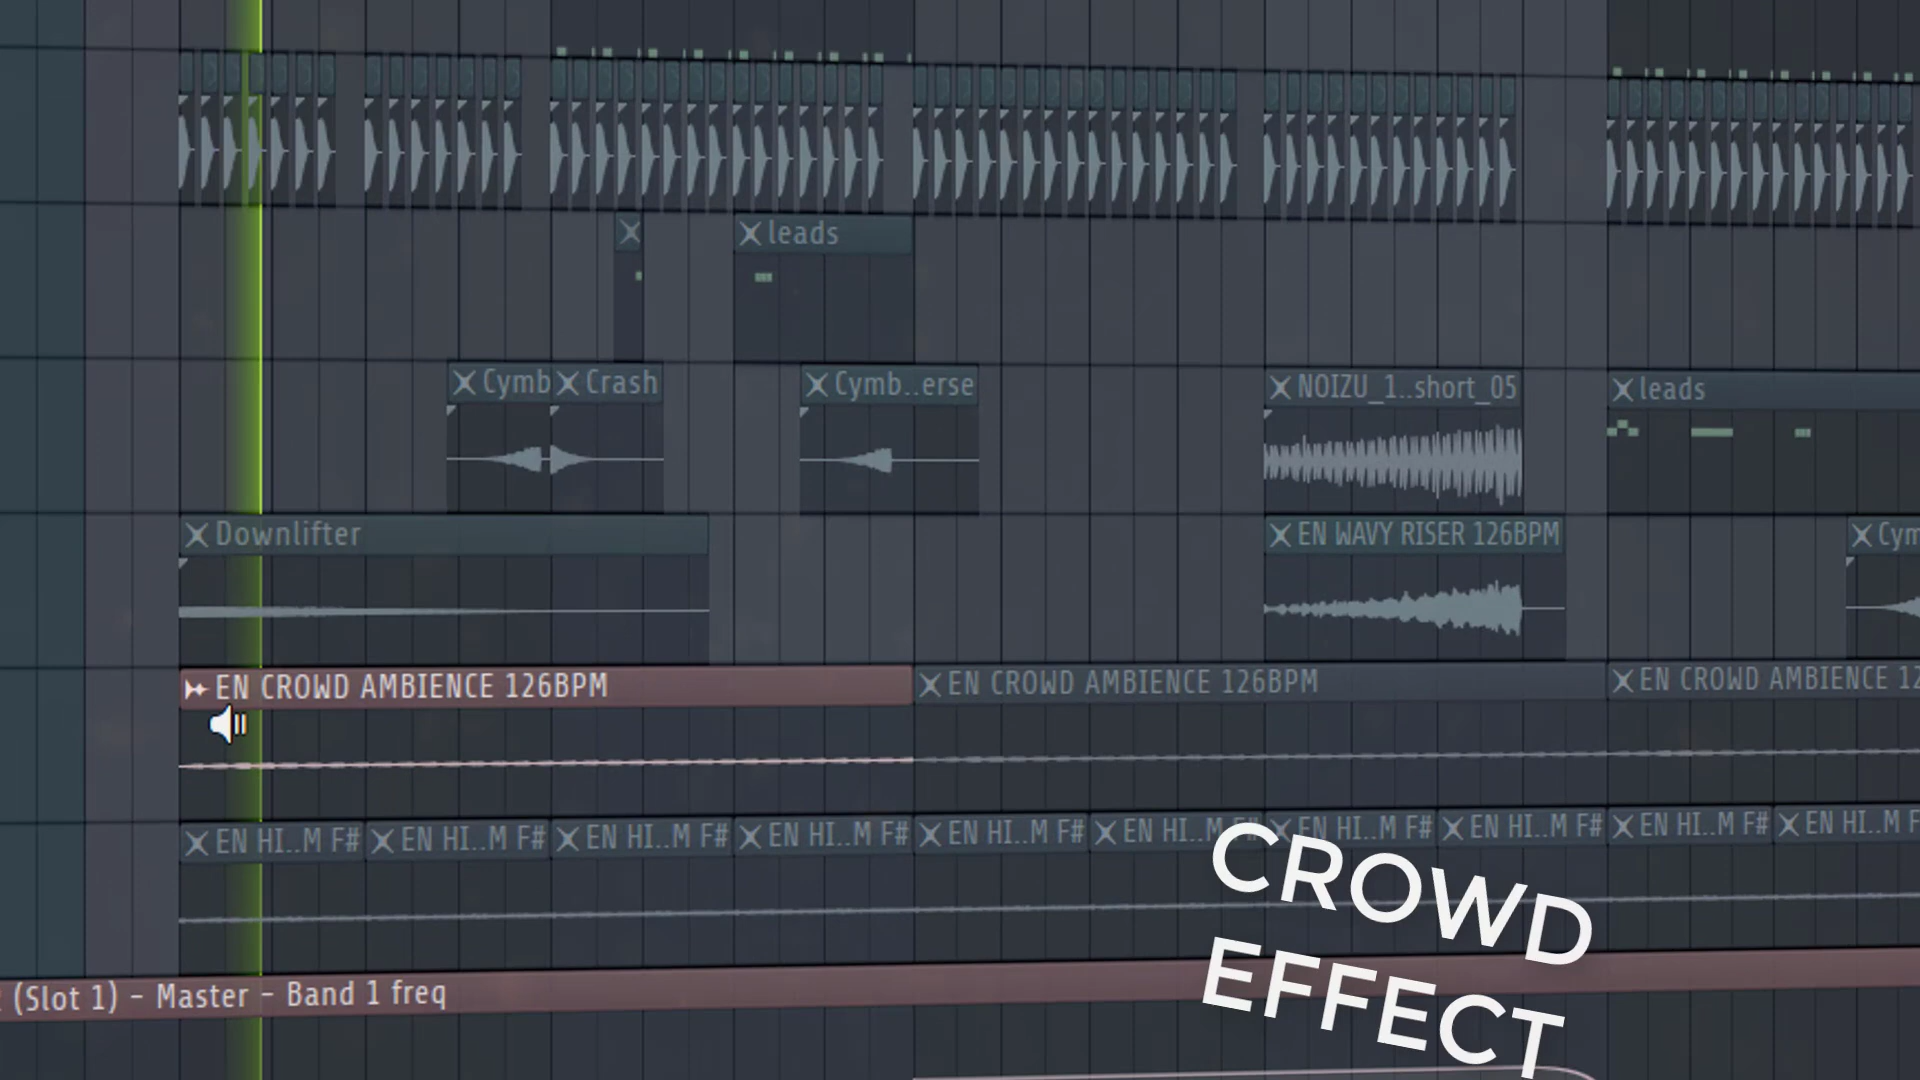 leads
Cymb Crash
Cymb..erse
NOIZU_1..short_05
leads
Downlifter
EN WAVY RISER 126BPM
Cym
EN CROWD AMBIENCE 126BPM
EN CROWD AMBIENCE 126BPM
EN CROWD AMBIENCE 12
EN HI..M F#
EN HI..M F#
EN HI..M F#
EN HI..M F#
EN HI..M F#
EN HI..M F#
EN HI..M F#
EN HI..M F#
EN HI..M F#
EN HI..M F
CROWD
EFFECT
(Slot 1) - Master - Band 1 freq